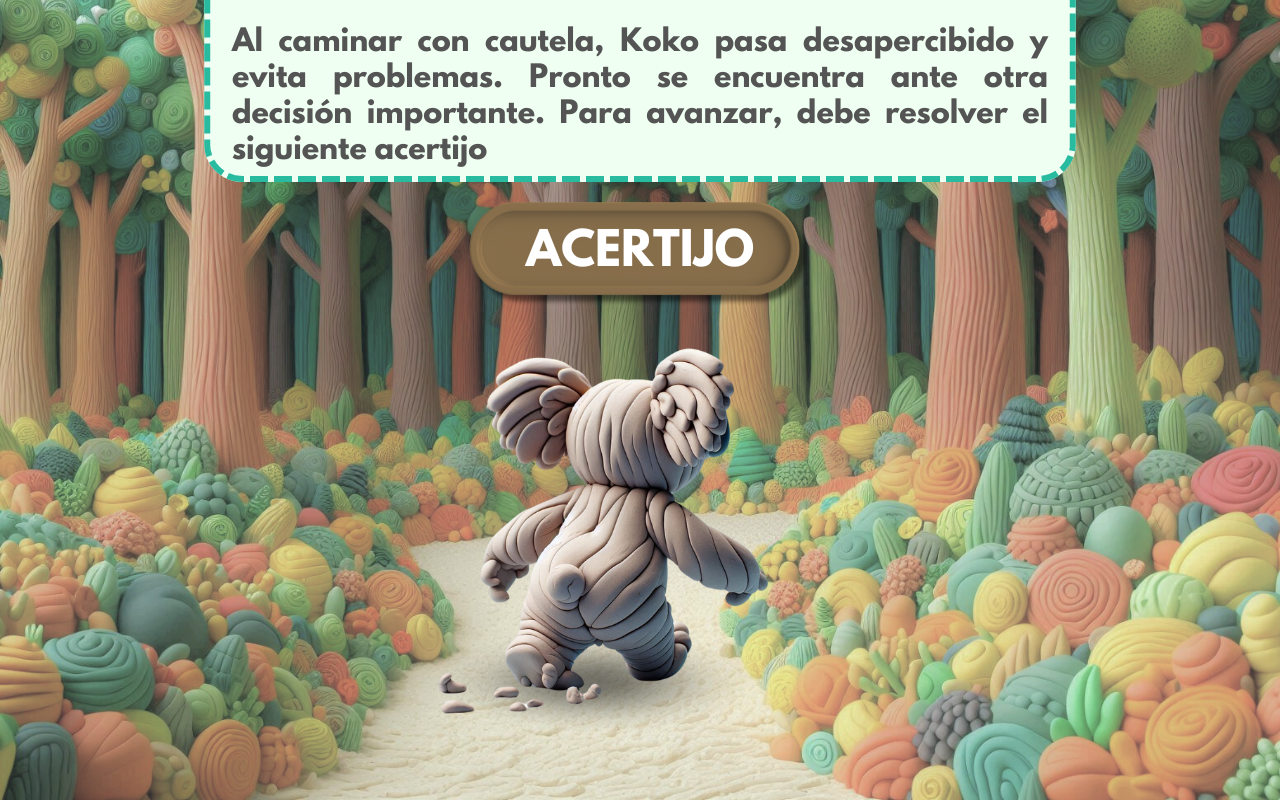 Al caminar con cautela, Koko pasa desapercibido y
evita problemas. Pronto se encuentra ante otra
decisión importante. Para avanzar, debe resolver el
siguiente acertijo
ACERTIJO